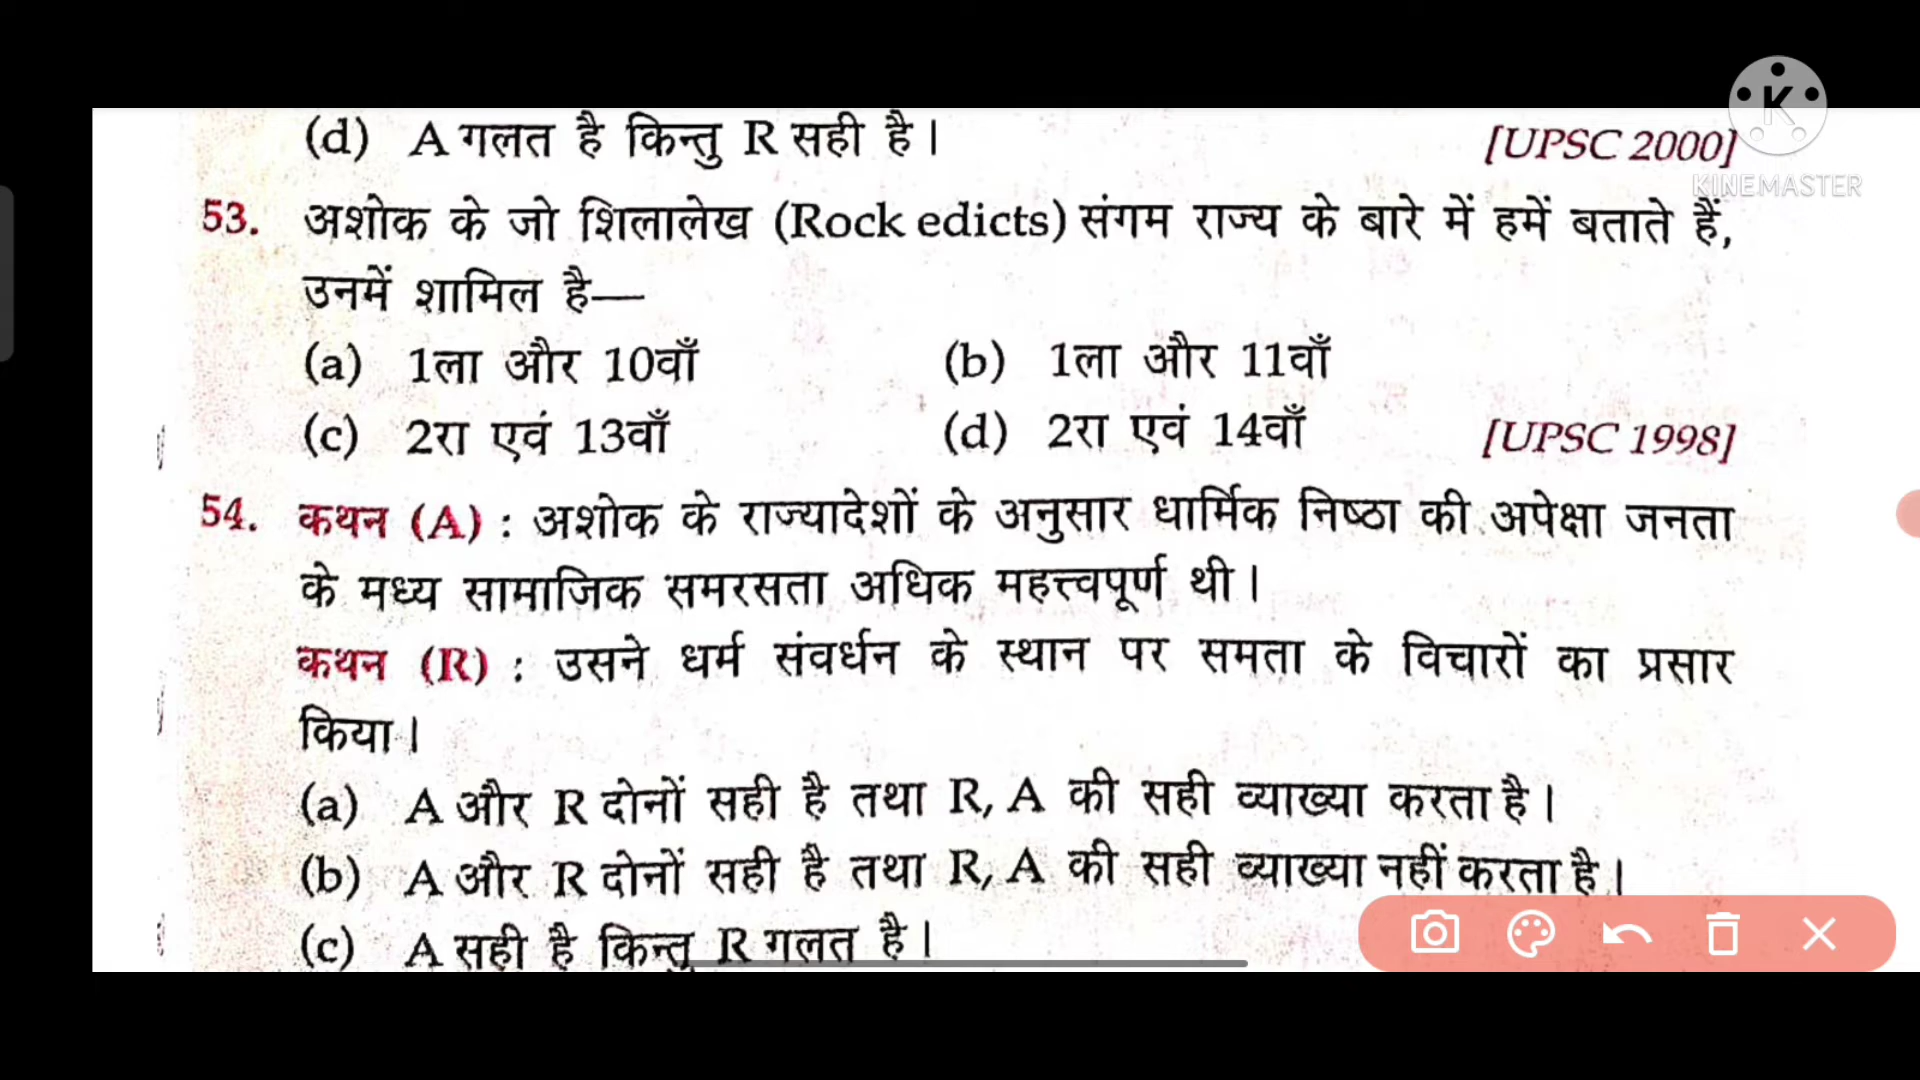 (d) A गलत है किन्तु R सही है। [UPSC 2000]
KINEMASTER
53. अशोक के जो शिलालेख (Rock edicts) संगम राज्य के बारे में हमें बताते हैं,
उनमें शामिल है—
(a) 1ला और 10वाँ (b) 1ला और 11वाँ
(c) 2रा एवं 13वाँ (d) 2रा एवं 14वाँ [UPSC 1998]
54. कथन (A) : अशोक के राज्यादेशों के अनुसार धार्मिक निष्ठा की अपेक्षा जनता
के मध्य सामाजिक समरसता अधिक महत्त्वपूर्ण थी।
कथन (R) : उसने धर्म संवर्धन के स्थान पर समता के विचारों का प्रसार
किया।
(a) A और R दोनों सही है तथा R, A की सही व्याख्या करता है।
(b) A और R दोनों सही है तथा R, A की सही व्याख्या नहीं करता है।
(c) A सही है किन्तु R गलत है।